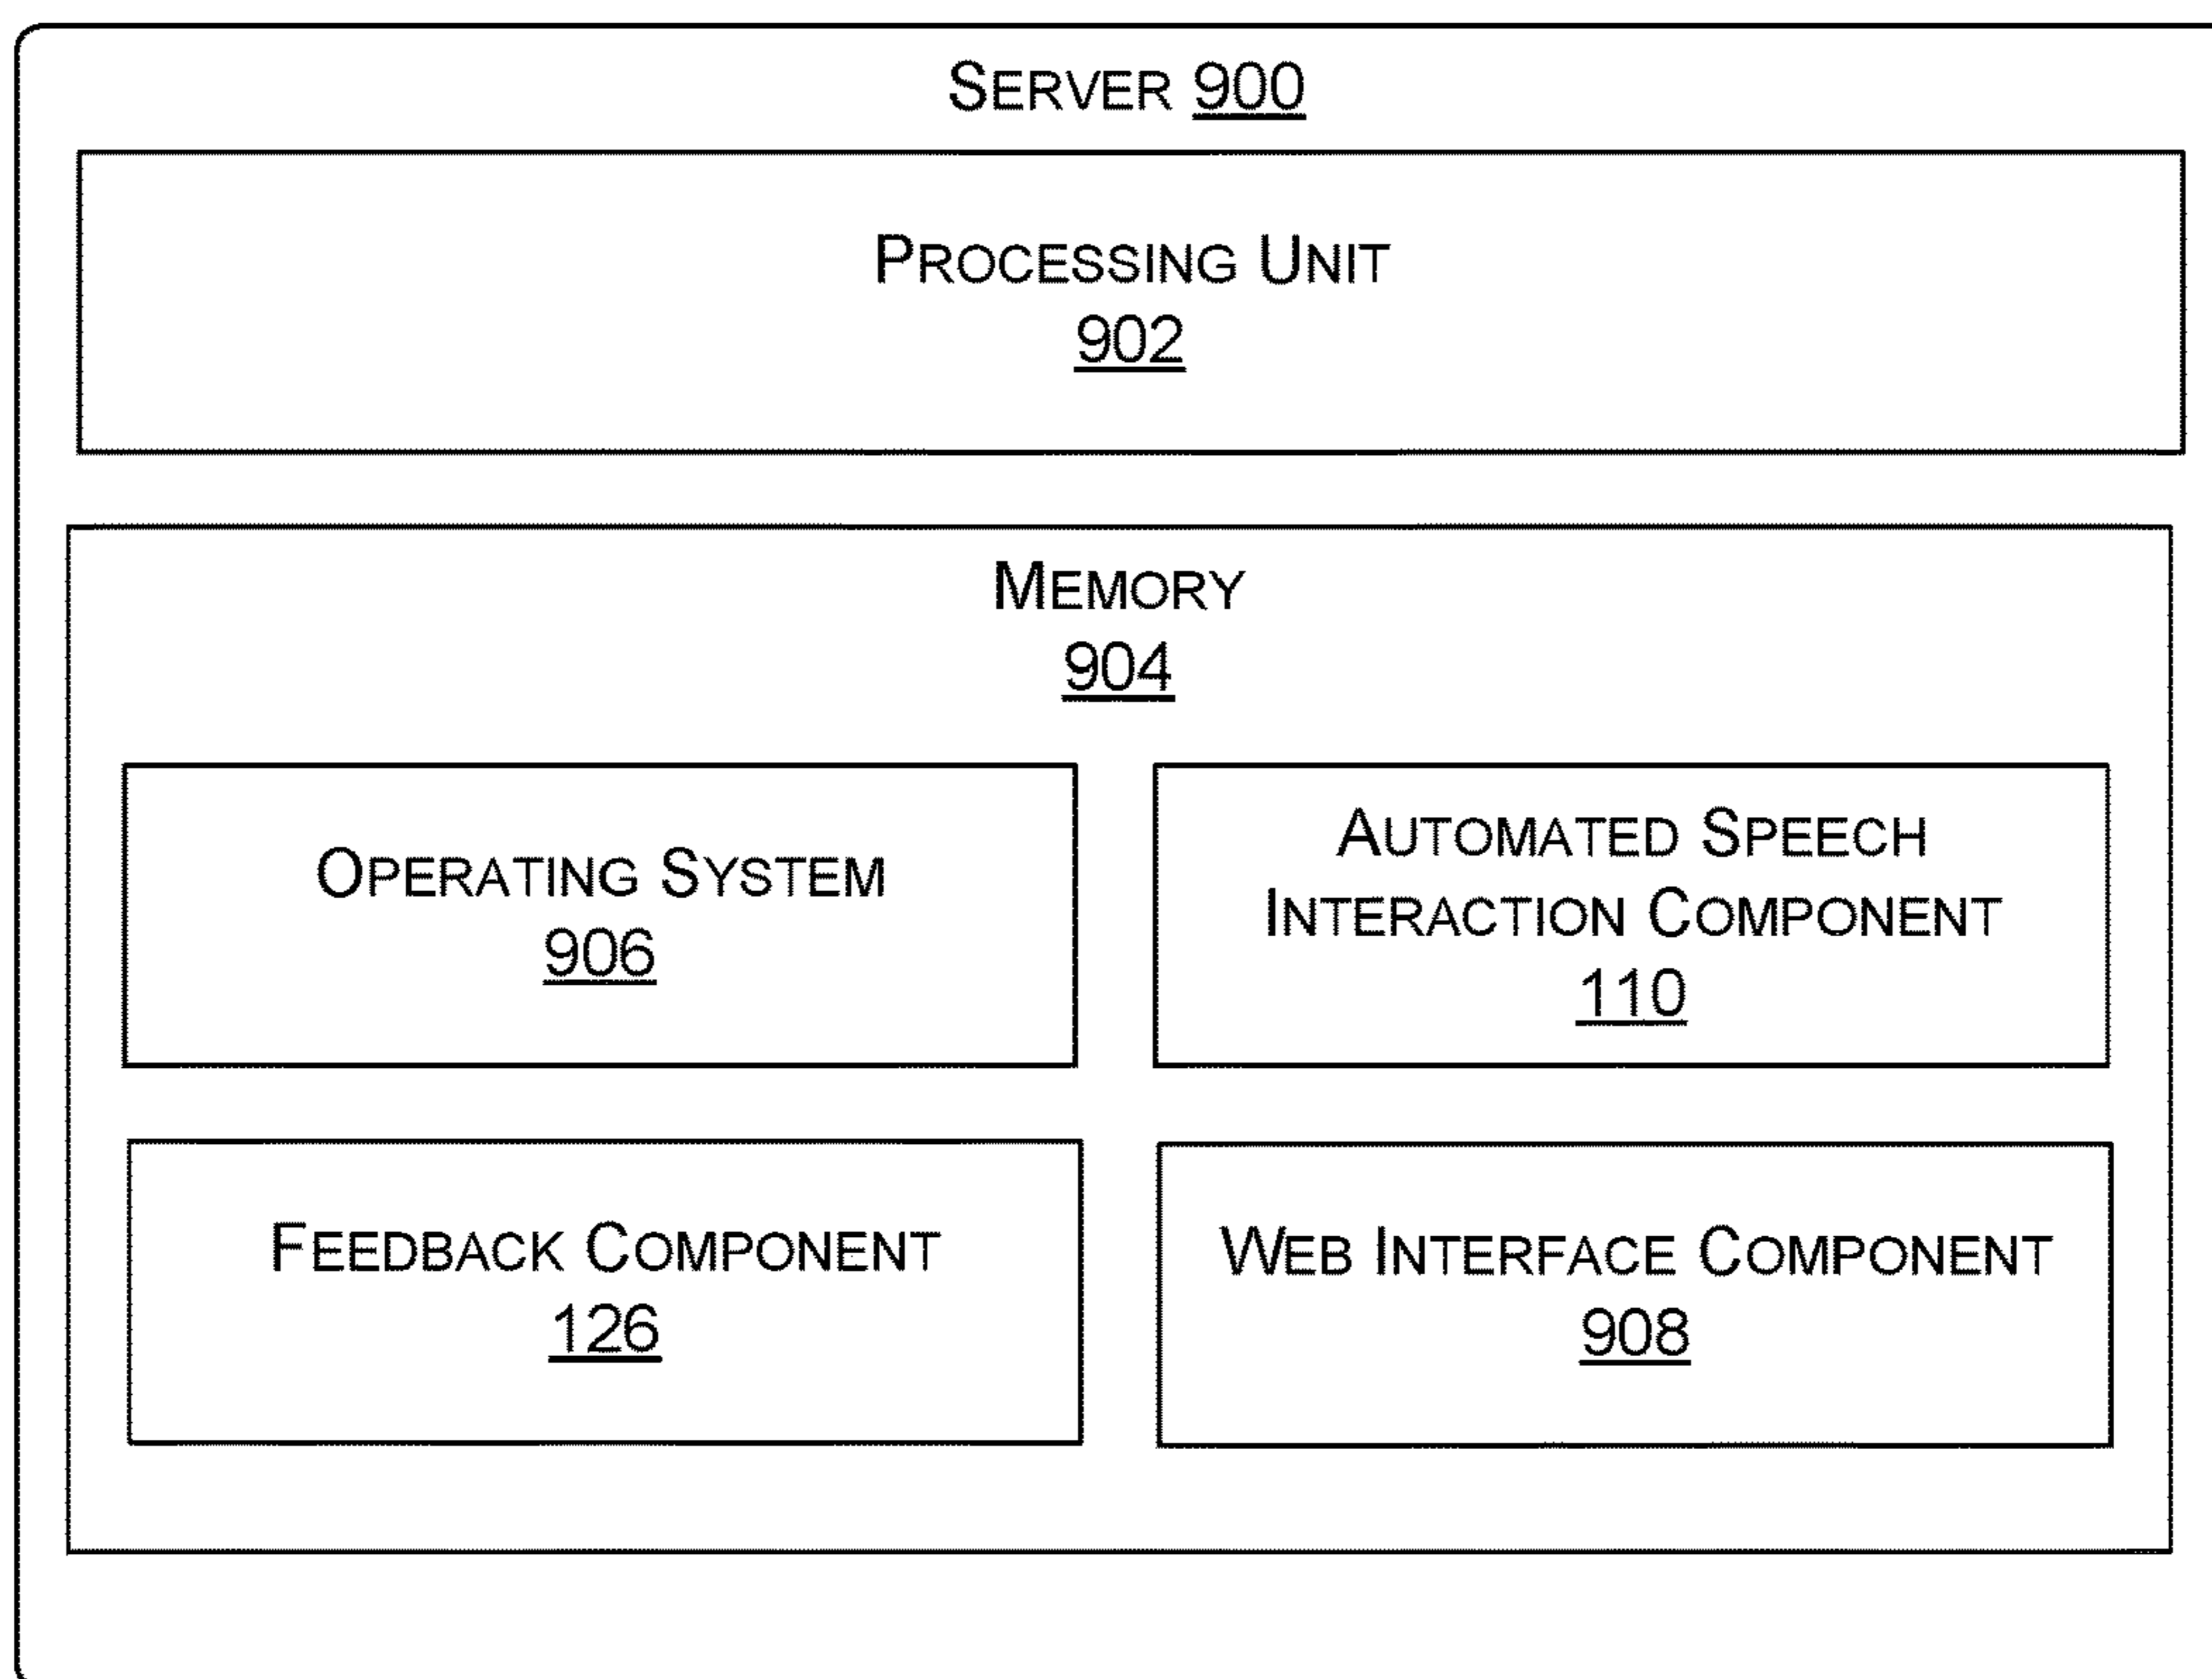 SERVER 900
PROCESSING UNIT
902
MEMORY
904
OPERATING SYSTEM
906
AUTOMATED SPEECH
INTERACTION COMPONENT
110
FEEDBACK COMPONENT
126
WEB INTERFACE COMPONENT
908